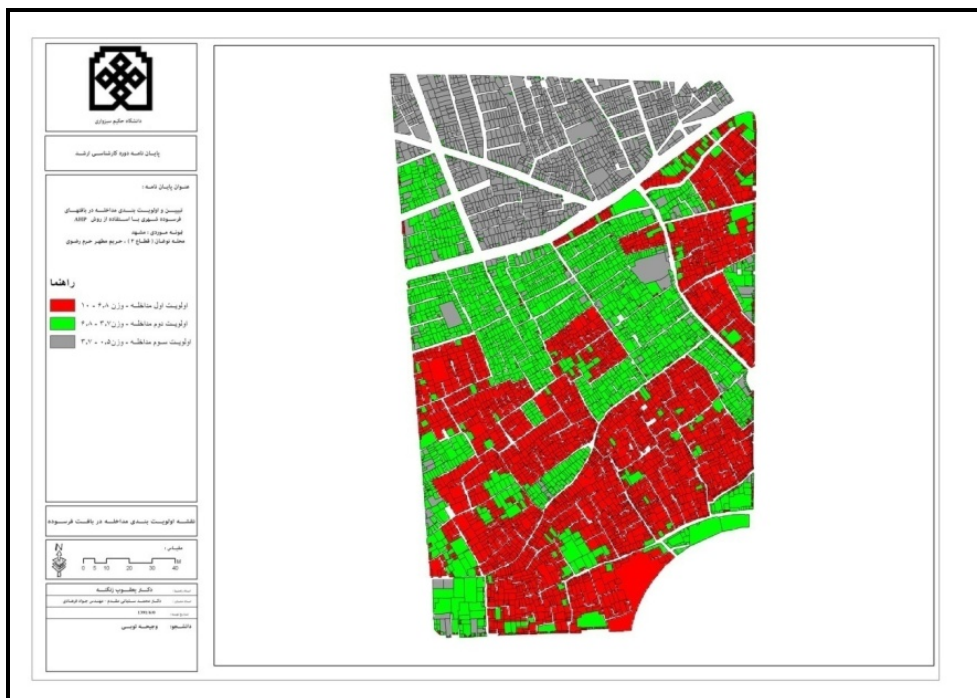 دانشگاه حکیم سبزواری
پایان نامه دوره کارشناسی ارشد
عنوان پایان نامه :
تبیین و اولویت بندی مداخله در بافتهای
فرسوده شهری با استفاده از روش AHP
نمونه موردی : مشهد
محله نوغان ( قطاع ۲ ) ، حریم مطهر حرم رضوی
راهنما
اولویت اول مداخله - وزن ۶،۸ - ۱۰
اولویت دوم مداخله - وزن ۳،۷ - ۶،۸
اولویت سوم مداخله - وزن ۰،۵ - ۳،۷
نقشه اولویت بندی مداخله در بافت فرسوده
مقیاس :
N
0 5 10 20 30 40
دکتر یعقوب زنگنه
دانشجو: